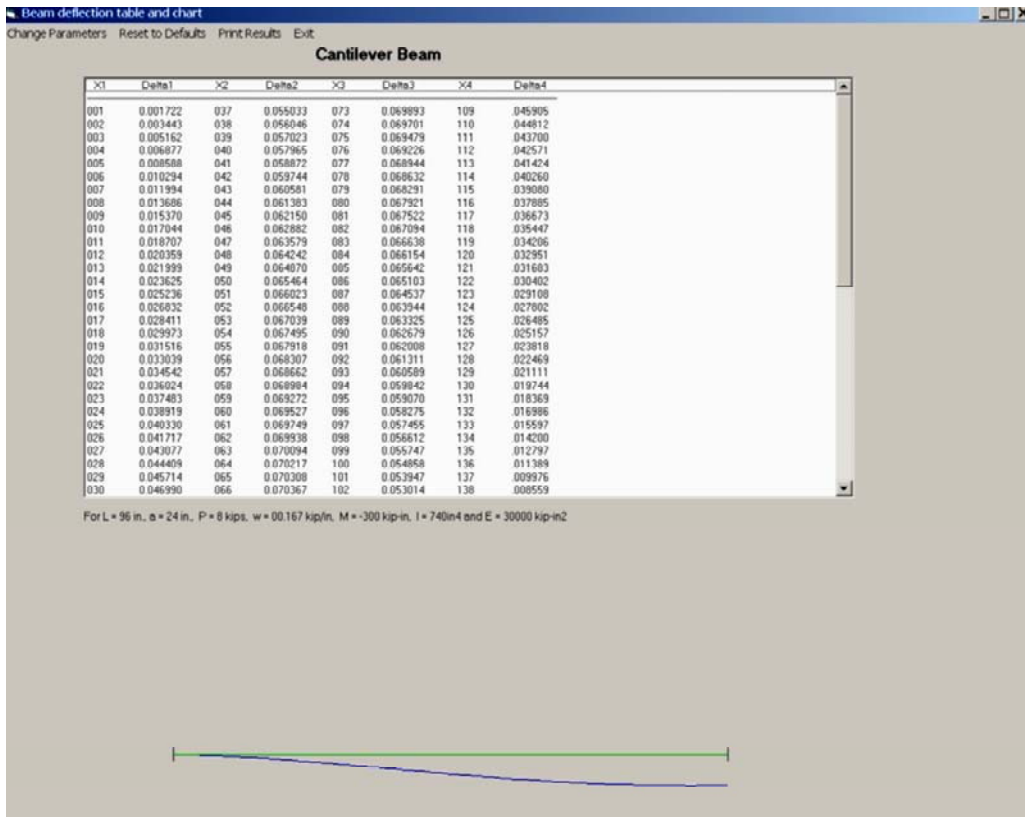 Beam deflection table and chart
Change Parameters Reset to Defaults Print Results Exit
Cantilever Beam
X1 Delta1 X2 Delta2 X3 Delta3 X4 Delta4
001 0.001722 037 0.055033 073 0.069893 109 .045905
002 0.003443 038 0.056046 074 0.069701 110 .044812
003 0.005162 039 0.057023 075 0.069479 111 .043700
004 0.006877 040 0.057965 076 0.069226 112 .042571
005 0.008588 041 0.058872 077 0.068944 113 .041424
006 0.010294 042 0.059744 078 0.068632 114 .040260
007 0.011994 043 0.060581 079 0.068291 115 .039080
008 0.013686 044 0.061383 080 0.067921 116 .037885
009 0.015370 045 0.062150 081 0.067522 117 .036673
010 0.017044 046 0.062882 082 0.067094 118 .035447
011 0.018707 047 0.063579 083 0.066638 119 .034206
012 0.020359 048 0.064242 084 0.066154 120 .032951
013 0.021999 049 0.064870 085 0.065642 121 .031683
014 0.023625 050 0.065464 086 0.065103 122 .030402
015 0.025236 051 0.066023 087 0.064537 123 .029108
016 0.026832 052 0.066548 088 0.063944 124 .027802
017 0.028411 053 0.067039 089 0.063325 125 .026485
018 0.029973 054 0.067495 090 0.062679 126 .025157
019 0.031516 055 0.067918 091 0.062008 127 .023818
020 0.033039 056 0.068307 092 0.061311 128 .022469
021 0.034542 057 0.068662 093 0.060589 129 .021111
022 0.036024 058 0.068984 094 0.059842 130 .019744
023 0.037483 059 0.069272 095 0.059070 131 .018369
024 0.038919 060 0.069527 096 0.058275 132 .016986
025 0.040330 061 0.069749 097 0.057455 133 .015597
026 0.041717 062 0.069938 098 0.056612 134 .014200
027 0.043077 063 0.070094 099 0.055747 135 .012797
028 0.044409 064 0.070217 100 0.054858 136 .011389
029 0.045714 065 0.070308 101 0.053947 137 .009976
030 0.046990 066 0.070367 102 0.053014 138 .008559
For L = 96 in., a = 24 in., P = 8 kips, w = 00.167 kip/in, M = -300 kip-in, I = 740in4 and E = 30000 kip-in2